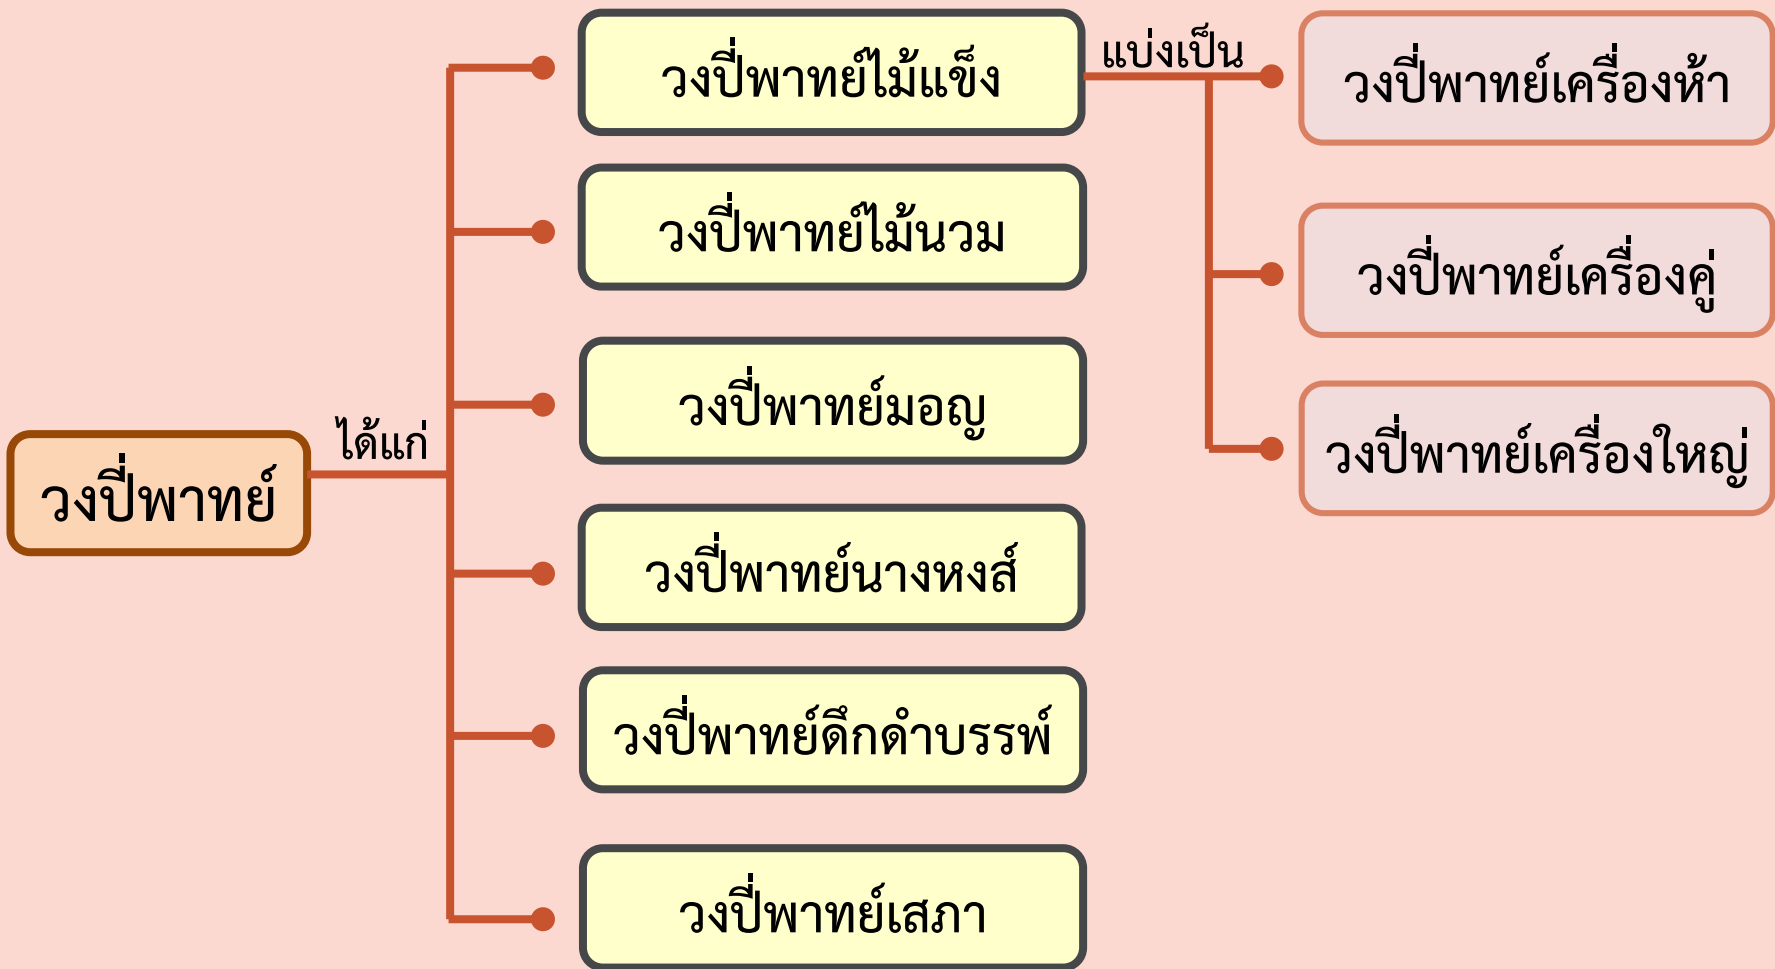 วงปี่พาทย์
ได้แก่
วงปี่พาทย์ไม้แข็ง
แบ่งเป็น
วงปี่พาทย์เครื่องห้า
วงปี่พาทย์เครื่องคู่
วงปี่พาทย์เครื่องใหญ่
วงปี่พาทย์ไม้นวม
วงปี่พาทย์มอญ
วงปี่พาทย์นางหงส์
วงปี่พาทย์ดึกดำบรรพ์
วงปี่พาทย์เสภา